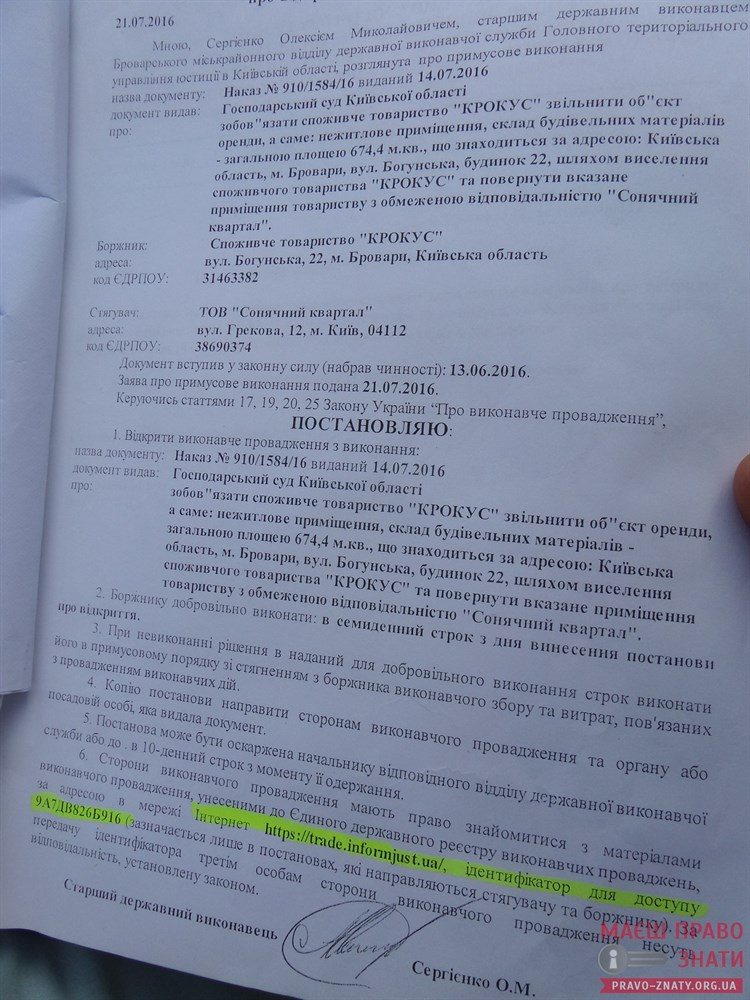 21.07.2016
Мною, Сергієнко Олексієм Миколайовичем, старшим державним виконавцем
Броварського міськрайонного відділу державної виконавчої служби Головного територіального
управління юстиції в Київській області, розглянута про примусове виконання
назва документу: Наказ № 910/1584/16 виданий 14.07.2016
документ видав: Господарський суд Київської області
про: зобов"язати споживче товариство "КРОКУС" звільнити об"єкт
оренди, а саме: нежитлове приміщення, склад будівельних матеріалів
- загальною площею 674,4 м.кв., що знаходиться за адресою: Київська
область, м. Бровари, вул. Богунська, будинок 22, шляхом виселення
споживчого товариства "КРОКУС" та повернути вказане
приміщення товариству з обмеженою відповідальністю "Сонячний
квартал".
Боржник: Споживче товариство "КРОКУС"
адреса: вул. Богунська, 22, м. Бровари, Київська область
код ЄДРПОУ: 31463382
Стягувач: ТОВ "Сонячний квартал"
адреса: вул. Грекова, 12, м. Київ, 04112
код ЄДРПОУ: 38690374
Документ вступив у законну силу (набрав чинності): 13.06.2016.
Заява про примусове виконання подана 21.07.2016.
Керуючись статтями 17, 19, 20, 25 Закону України “Про виконавче провадження”,
ПОСТАНОВЛЯЮ:
1. Відкрити виконавче провадження з виконання:
назва документу: Наказ № 910/1584/16 виданий 14.07.2016
документ видав: Господарський суд Київської області
про: зобов"язати споживче товариство "КРОКУС" звільнити об"єкт оренди,
а саме: нежитлове приміщення, склад будівельних матеріалів -
загальною площею 674,4 м.кв., що знаходиться за адресою: Київська
область, м. Бровари, вул. Богунська, будинок 22, шляхом виселення
споживчого товариства "КРОКУС" та повернути вказане приміщення
товариству з обмеженою відповідальністю "Сонячний квартал".
2. Боржнику добровільно виконати: в семиденний строк з дня винесення постанови
про відкриття.
3. При невиконанні рішення в наданий для добровільного виконання строк виконати
його в примусовому порядку зі стягненням з боржника виконавчого збору та витрат, пов'язаних
з провадженням виконавчих дій.
4. Копію постанови направити сторонам виконавчого провадження та органу або
посадовій особі, яка видала документ.
5. Постанова може бути оскаржена начальнику відповідного відділу державної виконавчої
служби або до . в 10-денний строк з моменту її одержання.
6. Сторони виконавчого провадження мають право знайомитися з матеріалами
виконавчого провадження, унесеними до Єдиного державного реєстру виконавчих проваджень,
за адресою в мережі Інтернет https://trade.informjust.ua/, ідентифікатор для доступу
9А7ДВ826Б916 (зазначається лише в постановах, які направляються стягувачу та боржнику). За
передачу ідентифікатора третім особам сторони виконавчого провадження несуть
відповідальність, установлену законом.
Старший державний виконавець
Сергієнко О.М.
МАЄШ ПРАВО
ЗНАТИ
PRAVO-ZNATY.ORG.UA